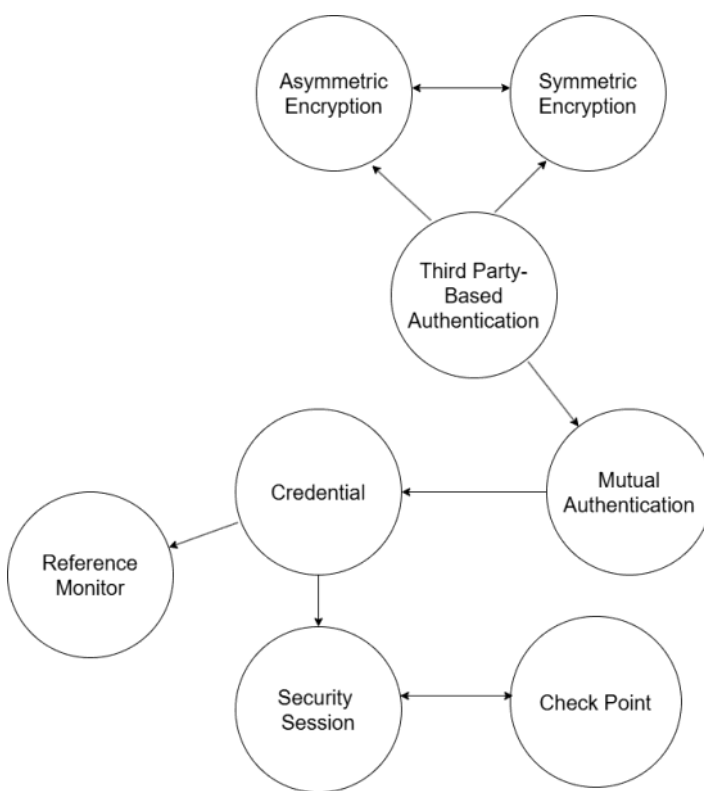 Asymmetric
Encryption
Symmetric
Encryption
Third Party-
Based
Authentication
Credential
Mutual
Authentication
Reference
Monitor
Security
Session
Check Point